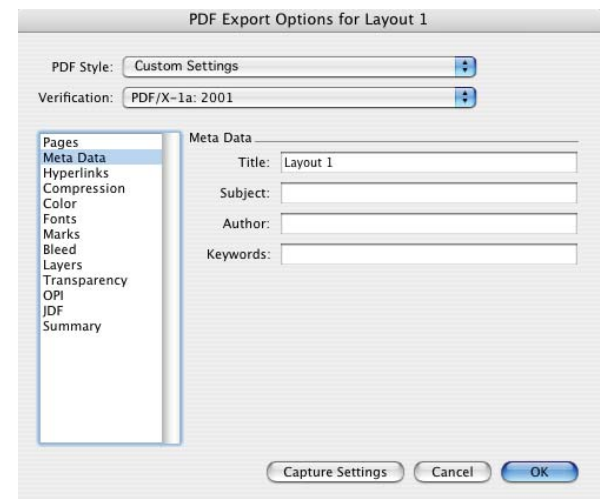 PDF Export Options for Layout 1
PDF Style: Custom Settings
Verification: PDF/X-1a: 2001
Pages
Meta Data
Hyperlinks
Compression
Color
Fonts
Marks
Bleed
Layers
Transparency
OPI
JDF
Summary
Meta Data
Title: Layout 1
Subject:
Author:
Keywords:
Capture Settings Cancel OK